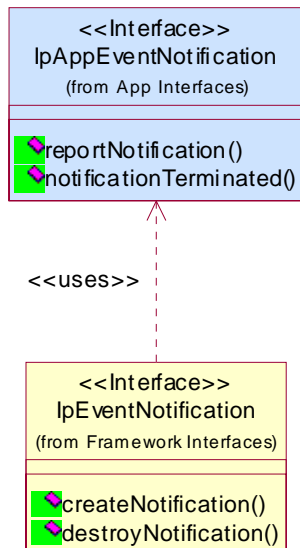 <<Interface>>
IpAppEventNotification
(from App Interfaces)
reportNotification()
notificationTerminated()
<<uses>>
<<Interface>>
IpEventNotification
(from Framework Interfaces)
createNotification()
destroyNotification()